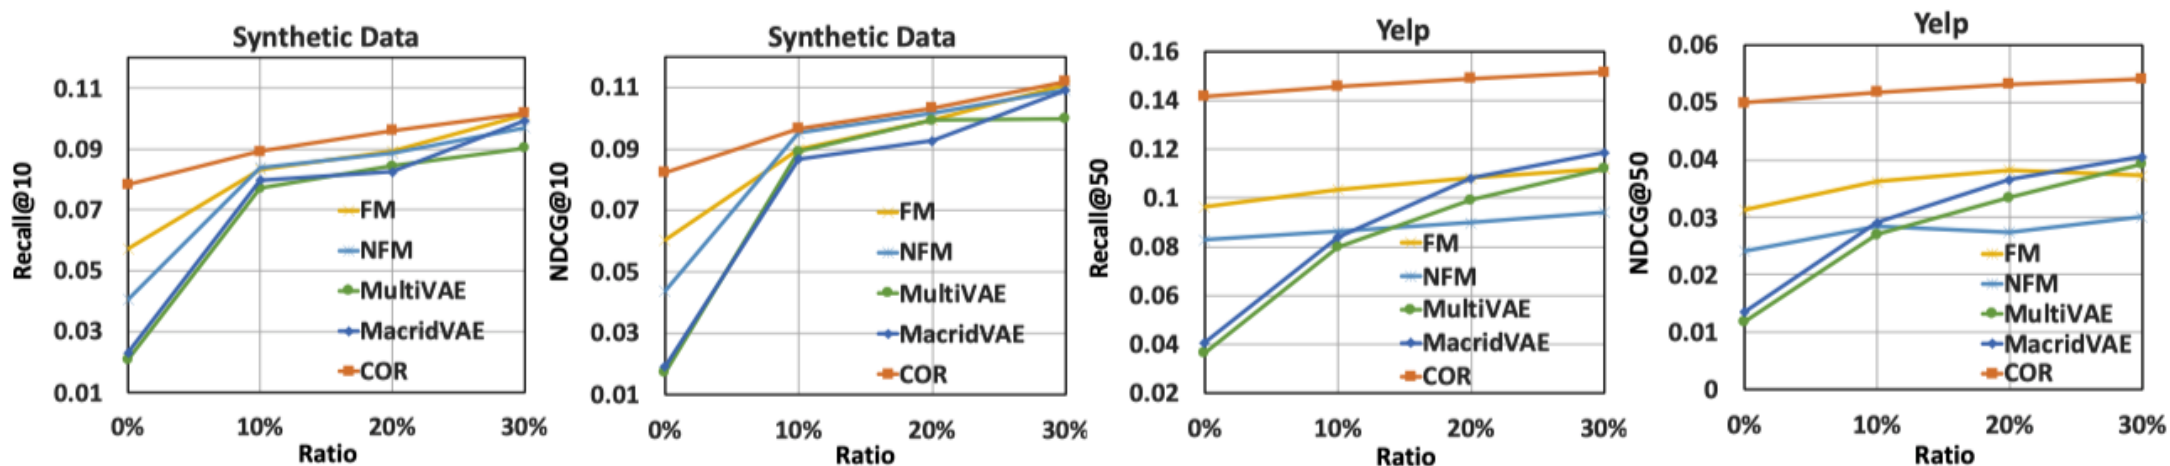 Synthetic Data
Recall@10
0.11
0.09
0.07
0.05
0.03
0.01
FM
NFM
MultiVAE
MacridVAE
COR
0% 10% 20% 30%
Ratio
Synthetic Data
NDCG@10
0.11
0.09
0.07
0.05
0.03
0.01
FM
NFM
MultiVAE
MacridVAE
COR
0% 10% 20% 30%
Ratio
Yelp
Recall@50
0.16
0.14
0.12
0.1
0.08
0.06
0.04
0.02
FM
NFM
MultiVAE
MacridVAE
COR
0% 10% 20% 30%
Ratio
Yelp
NDCG@50
0.06
0.05
0.04
0.03
0.02
0.01
0
FM
NFM
MultiVAE
MacridVAE
COR
0% 10% 20% 30%
Ratio